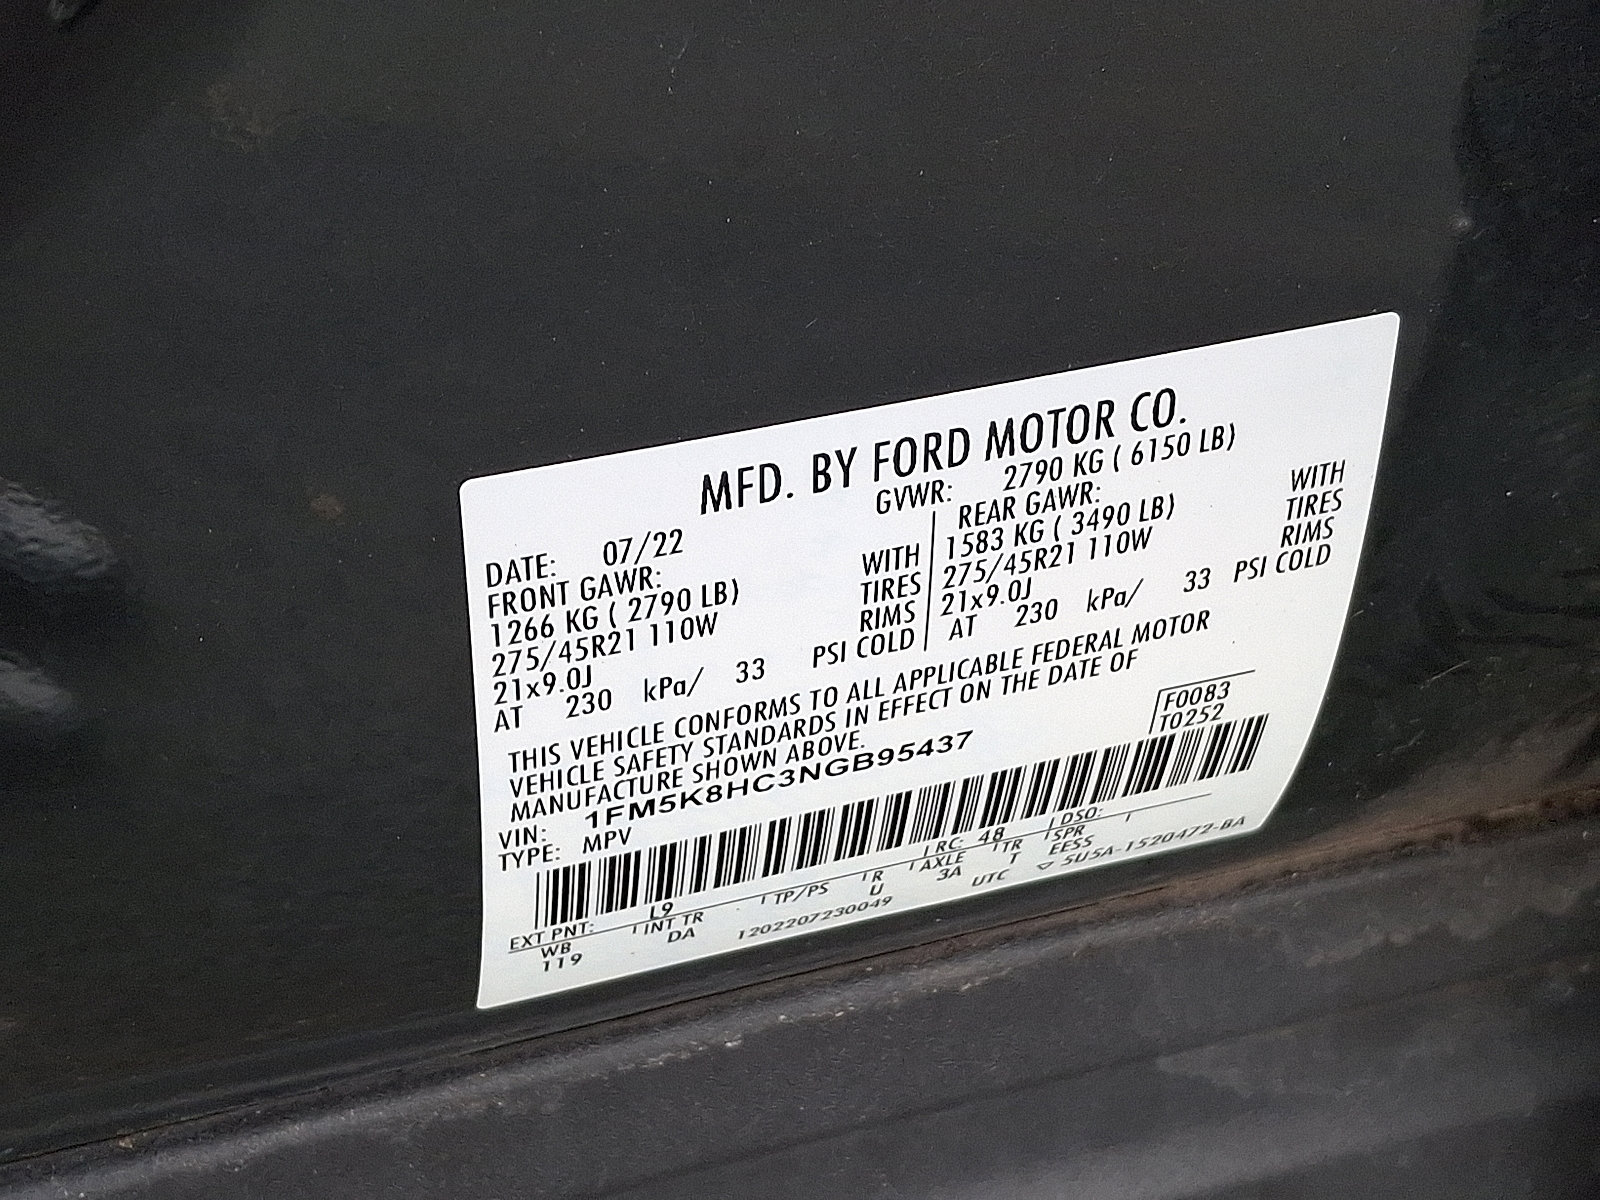 MFD. BY FORD MOTOR CO.
DATE: 07/22 GVWR: 2790 KG ( 6150 LB)
FRONT GAWR: REAR GAWR:
1266 KG ( 2790 LB) WITH 1583 KG ( 3490 LB) WITH
275/45R21 110W TIRES 275/45R21 110W TIRES
21x9.0J RIMS 21x9.0J RIMS
AT 230 kPa/ 33 PSI COLD AT 230 kPa/ 33 PSI COLD
THIS VEHICLE CONFORMS TO ALL APPLICABLE FEDERAL MOTOR
VEHICLE SAFETY STANDARDS IN EFFECT ON THE DATE OF
MANUFACTURE SHOWN ABOVE.
F0083
T0252
VIN: 1FM5K8HC3NGB95437
TYPE: MPV
EXT PNT: L9 RC: 48 DSO:
WB INT TR TP/PS R AXLE TR SPR
119 DA U 3A T EESS
1202207230049 UTC ▽ 5U5A-1520472-BA